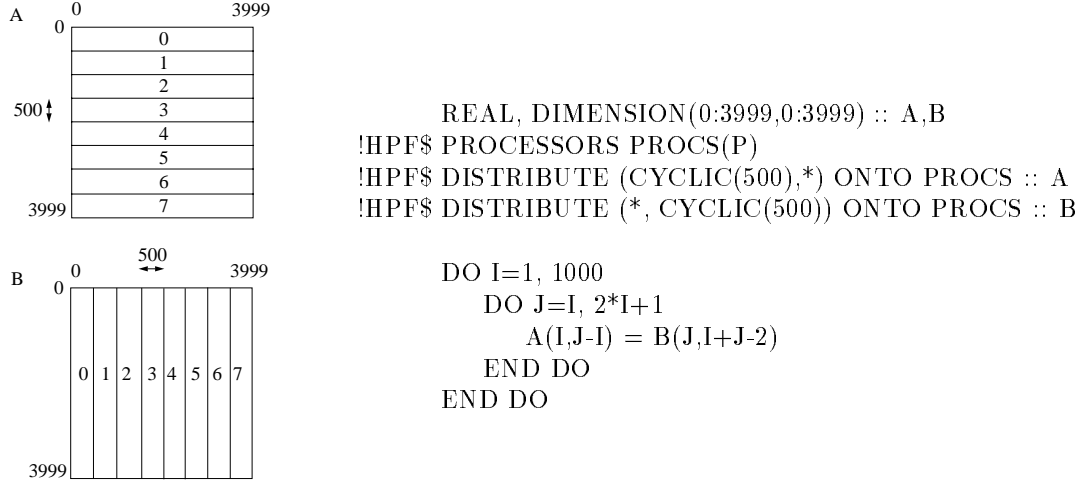 A
0 3999
0
0
1
2
500 3
4
5
6
3999 7
REAL, DIMENSION(0:3999,0:3999) :: A,B
!HPF$ PROCESSORS PROCS(P)
!HPF$ DISTRIBUTE (CYCLIC(500),*) ONTO PROCS :: A
!HPF$ DISTRIBUTE (*, CYCLIC(500)) ONTO PROCS :: B
DO I=1, 1000
DO J=I, 2*I+1
A(I,J-I) = B(J,I+J-2)
END DO
END DO
500
B 0 3999
0
0 1 2 3 4 5 6 7
3999